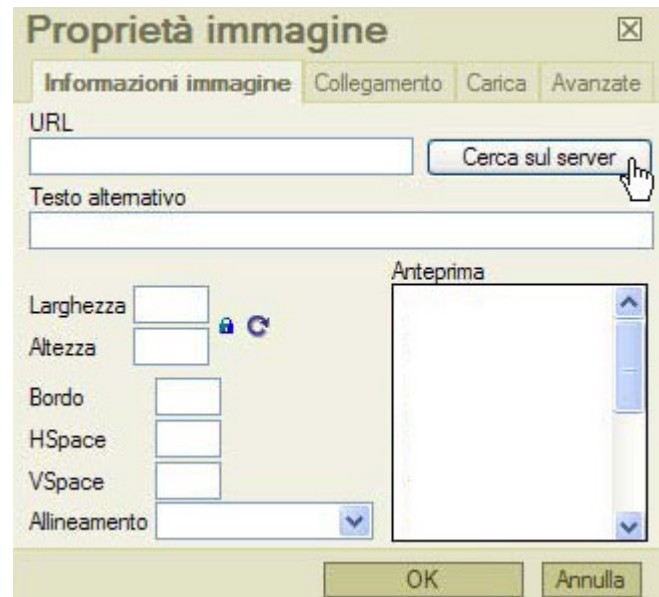 Proprietà immagine
Informazioni immagine Collegamento Carica Avanzate
URL
Cerca sul server
Testo alternativo
Anteprima
Larghezza
Altezza
Bordo
HSpace
VSpace
Allineamento
OK Annulla